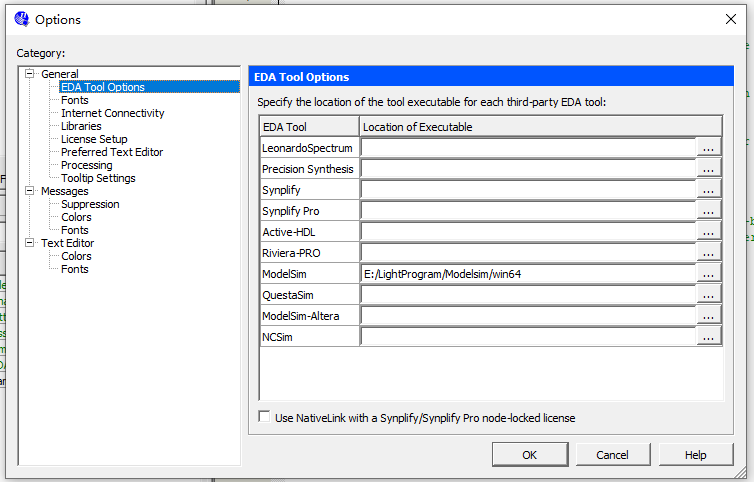 Options
Category:
General
EDA Tool Options
Fonts
Internet Connectivity
Libraries
License Setup
Preferred Text Editor
Processing
Tooltip Settings
Messages
Suppression
Colors
Fonts
Text Editor
Colors
Fonts
EDA Tool Options
Specify the location of the tool executable for each third-party EDA tool:
EDA Tool Location of Executable
LeonardoSpectrum ...
Precision Synthesis ...
Synplify ...
Synplify Pro ...
Active-HDL ...
Riviera-PRO ...
ModelSim E:/LightProgram/Modelsim/win64 ...
QuestaSim ...
ModelSim-Altera ...
NCSim ...
Use NativeLink with a Synplify/Synplify Pro node-locked license
OK Cancel Help